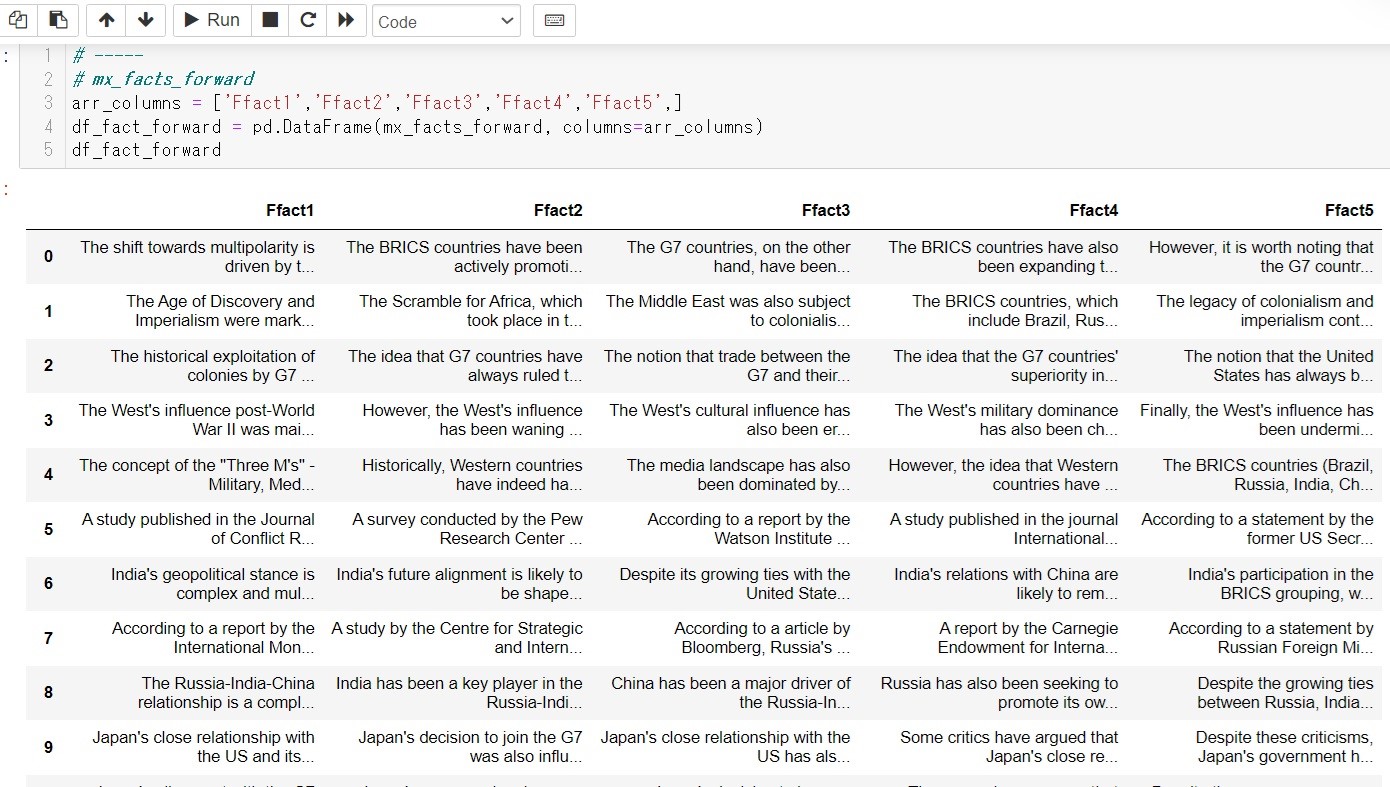 Run
Code
: 1 # -----
2 # mx_facts_forward
3 arr_columns = ['Ffact1','Ffact2','Ffact3','Ffact4','Ffact5',]
4 df_fact_forward = pd.DataFrame(mx_facts_forward, columns=arr_columns)
5 df_fact_forward
:
Ffact1 Ffact2 Ffact3 Ffact4 Ffact5
The shift towards multipolarity is The BRICS countries have been The G7 countries, on the other The BRICS countries have also However, it is worth noting that
0
driven by t... actively promoti... hand, have been... been expanding t... the G7 countr...
The Age of Discovery and The Scramble for Africa, which The Middle East was also subject The BRICS countries, which The legacy of colonialism and
1
Imperialism were mark... took place in t... to colonialis... include Brazil, Rus... imperialism cont...
The historical exploitation of The idea that G7 countries have The notion that trade between the The idea that the G7 countries' The notion that the United
2
colonies by G7 ... always ruled t... G7 and their... superiority in... States has always b...
The West's influence post-World However, the West's influence The West's cultural influence has The West's military dominance Finally, the West's influence has
3
War II was mai... has been waning ... also been er... has also been ch... been undermi...
The concept of the "Three M's" - Historically, Western countries The media landscape has also However, the idea that Western The BRICS countries (Brazil,
4
Military, Med... have indeed ha... been dominated by... countries have ... Russia, India, Ch...
A study published in the Journal A survey conducted by the Pew According to a report by the A study published in the journal According to a statement by the
5
of Conflict R... Research Center ... Watson Institute ... International... former US Secr...
India's geopolitical stance is India's future alignment is likely to Despite its growing ties with the India's relations with China are India's participation in the
6
complex and mul... be shape... United State... likely to rem... BRICS grouping, w...
According to a report by the A study by the Centre for Strategic According to a article by A report by the Carnegie According to a statement by
7
International Mon... and Intern... Bloomberg, Russia's ... Endowment for Interna... Russian Foreign Mi...
The Russia-India-China India has been a key player in the China has been a major driver of Russia has also been seeking to Despite the growing ties
8
relationship is a compl... Russia-Indi... the Russia-In... promote its ow... between Russia, India...
Japan's close relationship with Japan's decision to join the G7 Japan's close relationship with the Some critics have argued that Despite these criticisms,
9
the US and its... was also influ... US has als... Japan's close re... Japan's government h...